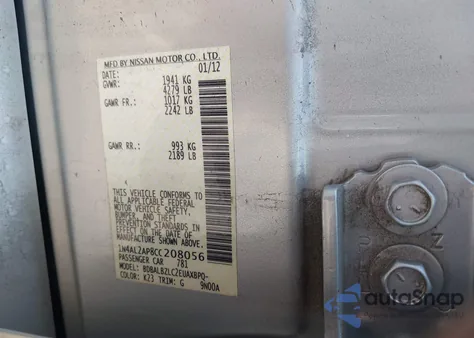 MFD BY NISSAN MOTOR CO., LTD.
01/12
GVWR: 1941 KG
4279 LB
GAWR FR.: 1017 KG
2242 LB
GAWR RR.: 993 KG
2189 LB
THIS VEHICLE CONFORMS TO
ALL APPLICABLE FEDERAL
MOTOR VEHICLE SAFETY,
BUMPER, AND THEFT
PREVENTION STANDARDS
IN EFFECT ON THE DATE OF
MANUFACTURE SHOWN ABOVE.
1N4AL2AP8CC208056
PASSENGER CAR 781
MODEL: BDBALBZLC2EUAXBPQ-
COLOR: K23 TRIM: G 9N00A
autoSnap